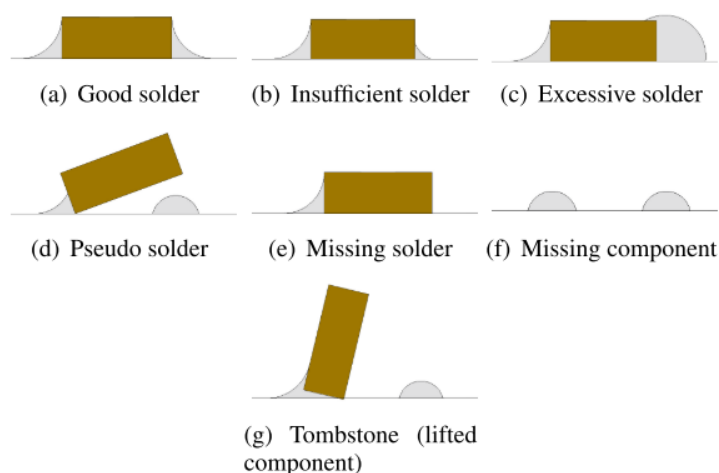 (a) Good solder
(b) Insufficient solder
(c) Excessive solder
(d) Pseudo solder
(e) Missing solder
(f) Missing component
(g) Tombstone (lifted
component)